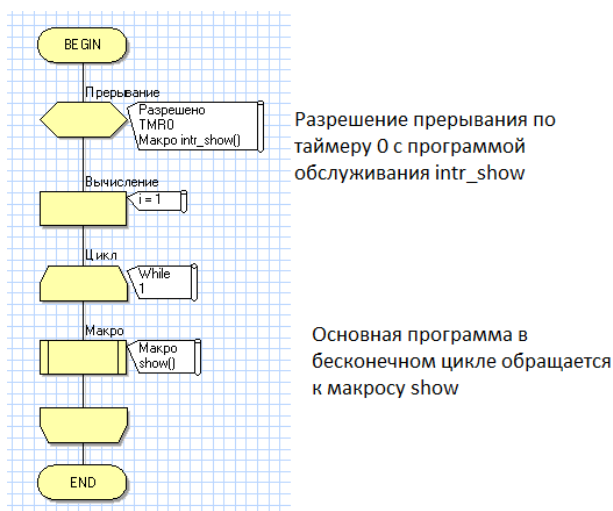 BEGIN
Прерывание
Разрешено
TMR0
Макро intr_show()
Разрешение прерывания по
таймеру 0 с программой
обслуживания intr_show
Вычисление
i = 1
Цикл
While
1
Макро
Макро
show()
Основная программа в
бесконечном цикле обращается
к макросу show
END